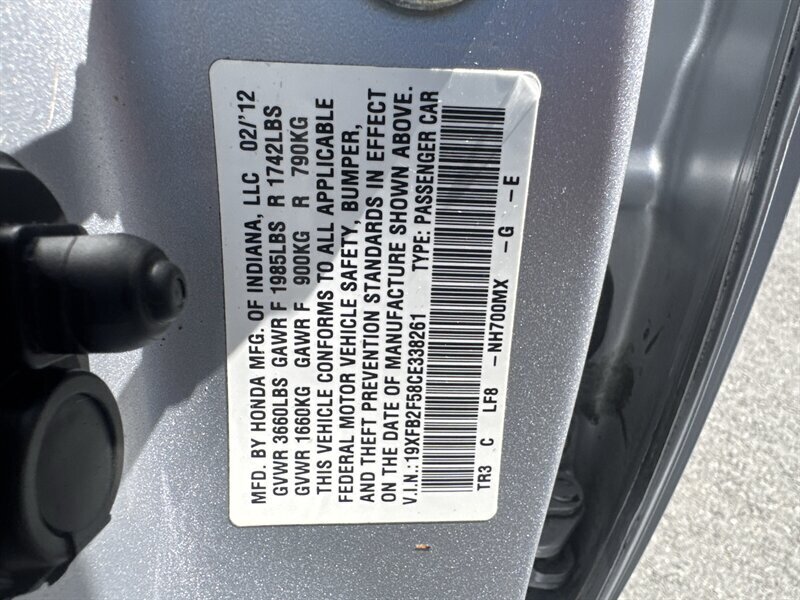 MFD. BY HONDA MFG. OF INDIANA, LLC 02/'12
GVWR 3660LBS GAWR F 1985LBS R 1742LBS
GVWR 1660KG GAWR F 900KG R 790KG
THIS VEHICLE CONFORMS TO ALL APPLICABLE
FEDERAL MOTOR VEHICLE SAFETY, BUMPER,
AND THEFT PREVENTION STANDARDS IN EFFECT
ON THE DATE OF MANUFACTURE SHOWN ABOVE.
V.I.N.:19XFB2F58CE338261 TYPE: PASSENGER CAR
TR3 C LF8 - NH700MX - G - E